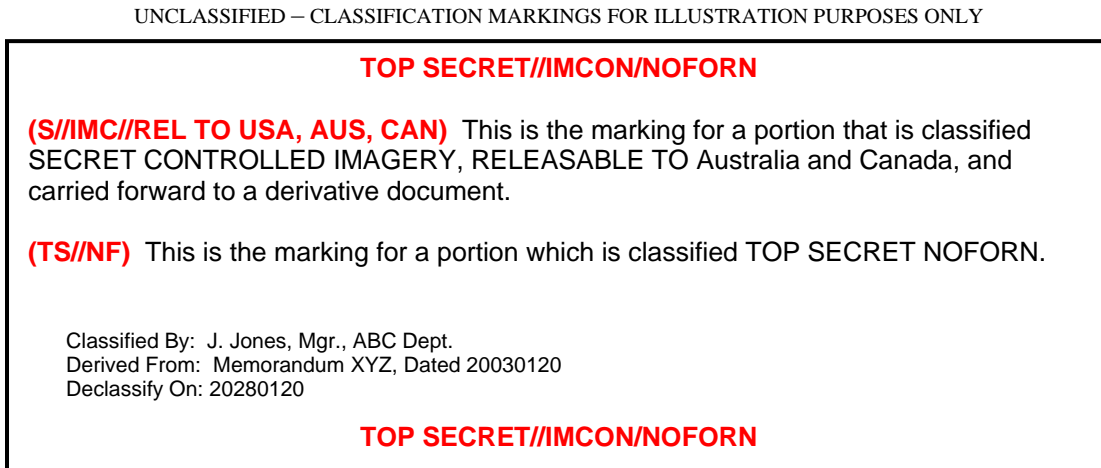 UNCLASSIFIED – CLASSIFICATION MARKINGS FOR ILLUSTRATION PURPOSES ONLY
TOP SECRET//IMCON/NOFORN
(S//IMC//REL TO USA, AUS, CAN) This is the marking for a portion that is classified
SECRET CONTROLLED IMAGERY, RELEASABLE TO Australia and Canada, and
carried forward to a derivative document.
(TS//NF) This is the marking for a portion which is classified TOP SECRET NOFORN.
Classified By: J. Jones, Mgr., ABC Dept.
Derived From: Memorandum XYZ, Dated 20030120
Declassify On: 20280120
TOP SECRET//IMCON/NOFORN